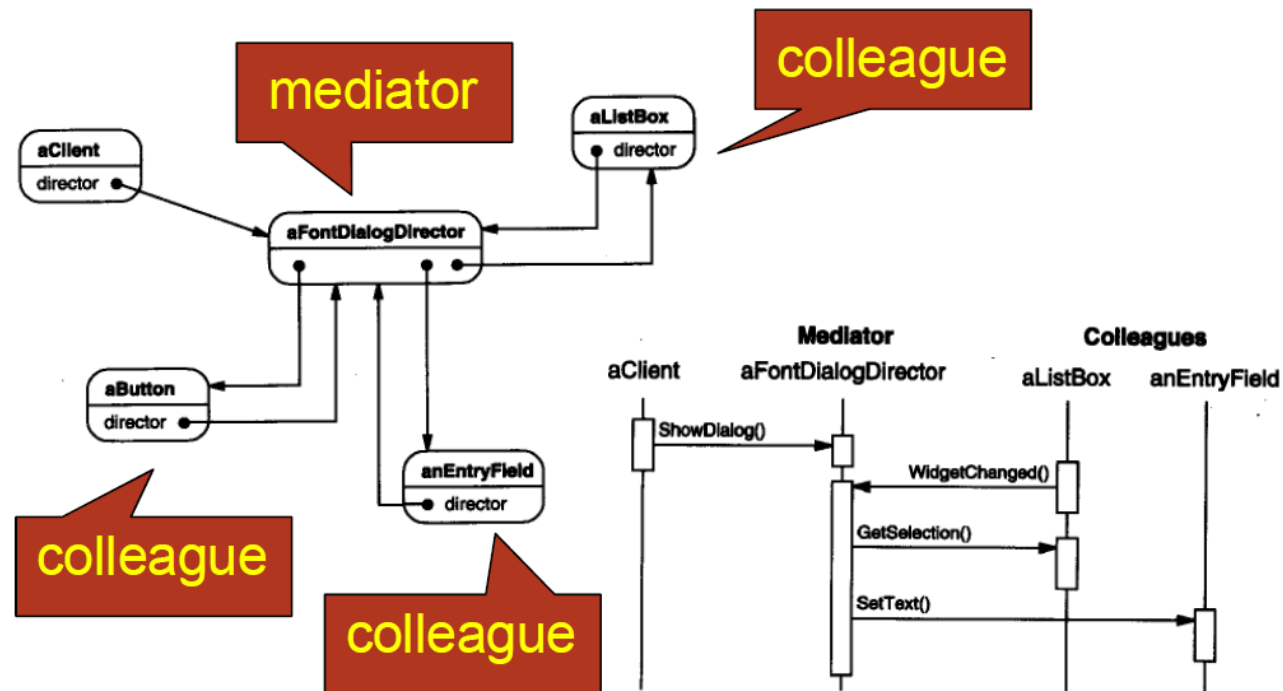 mediator
colleague
aListBox
director
aClient
director
aFontDialogDirector
aButton
director
anEntryField
director
colleague
colleague
Mediator
Colleagues
aClient
aFontDialogDirector
aListBox
anEntryField
ShowDialog()
WidgetChanged()
GetSelection()
SetText()